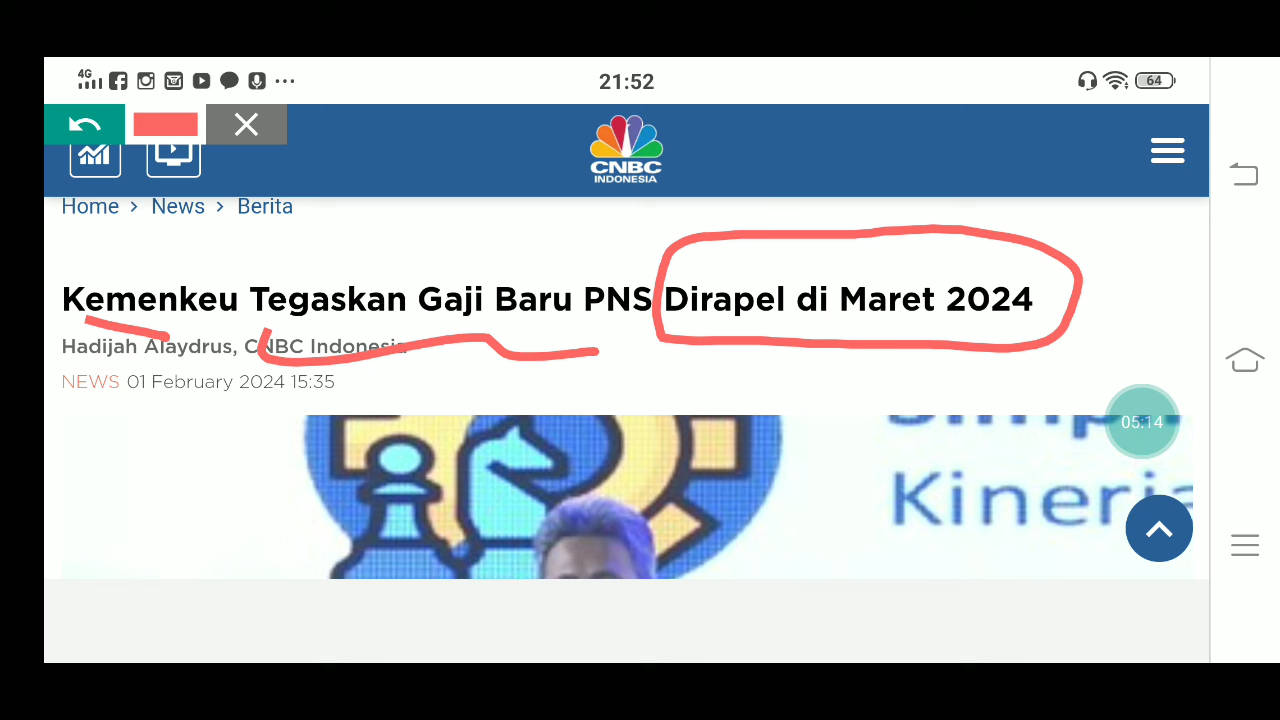 4G
21:52
64
CNBC
INDONESIA
Home > News > Berita
Kemenkeu Tegaskan Gaji Baru PNS Dirapel di Maret 2024
Hadijah Alaydrus, CNBC Indonesia
NEWS 01 February 2024 15:35
05:14